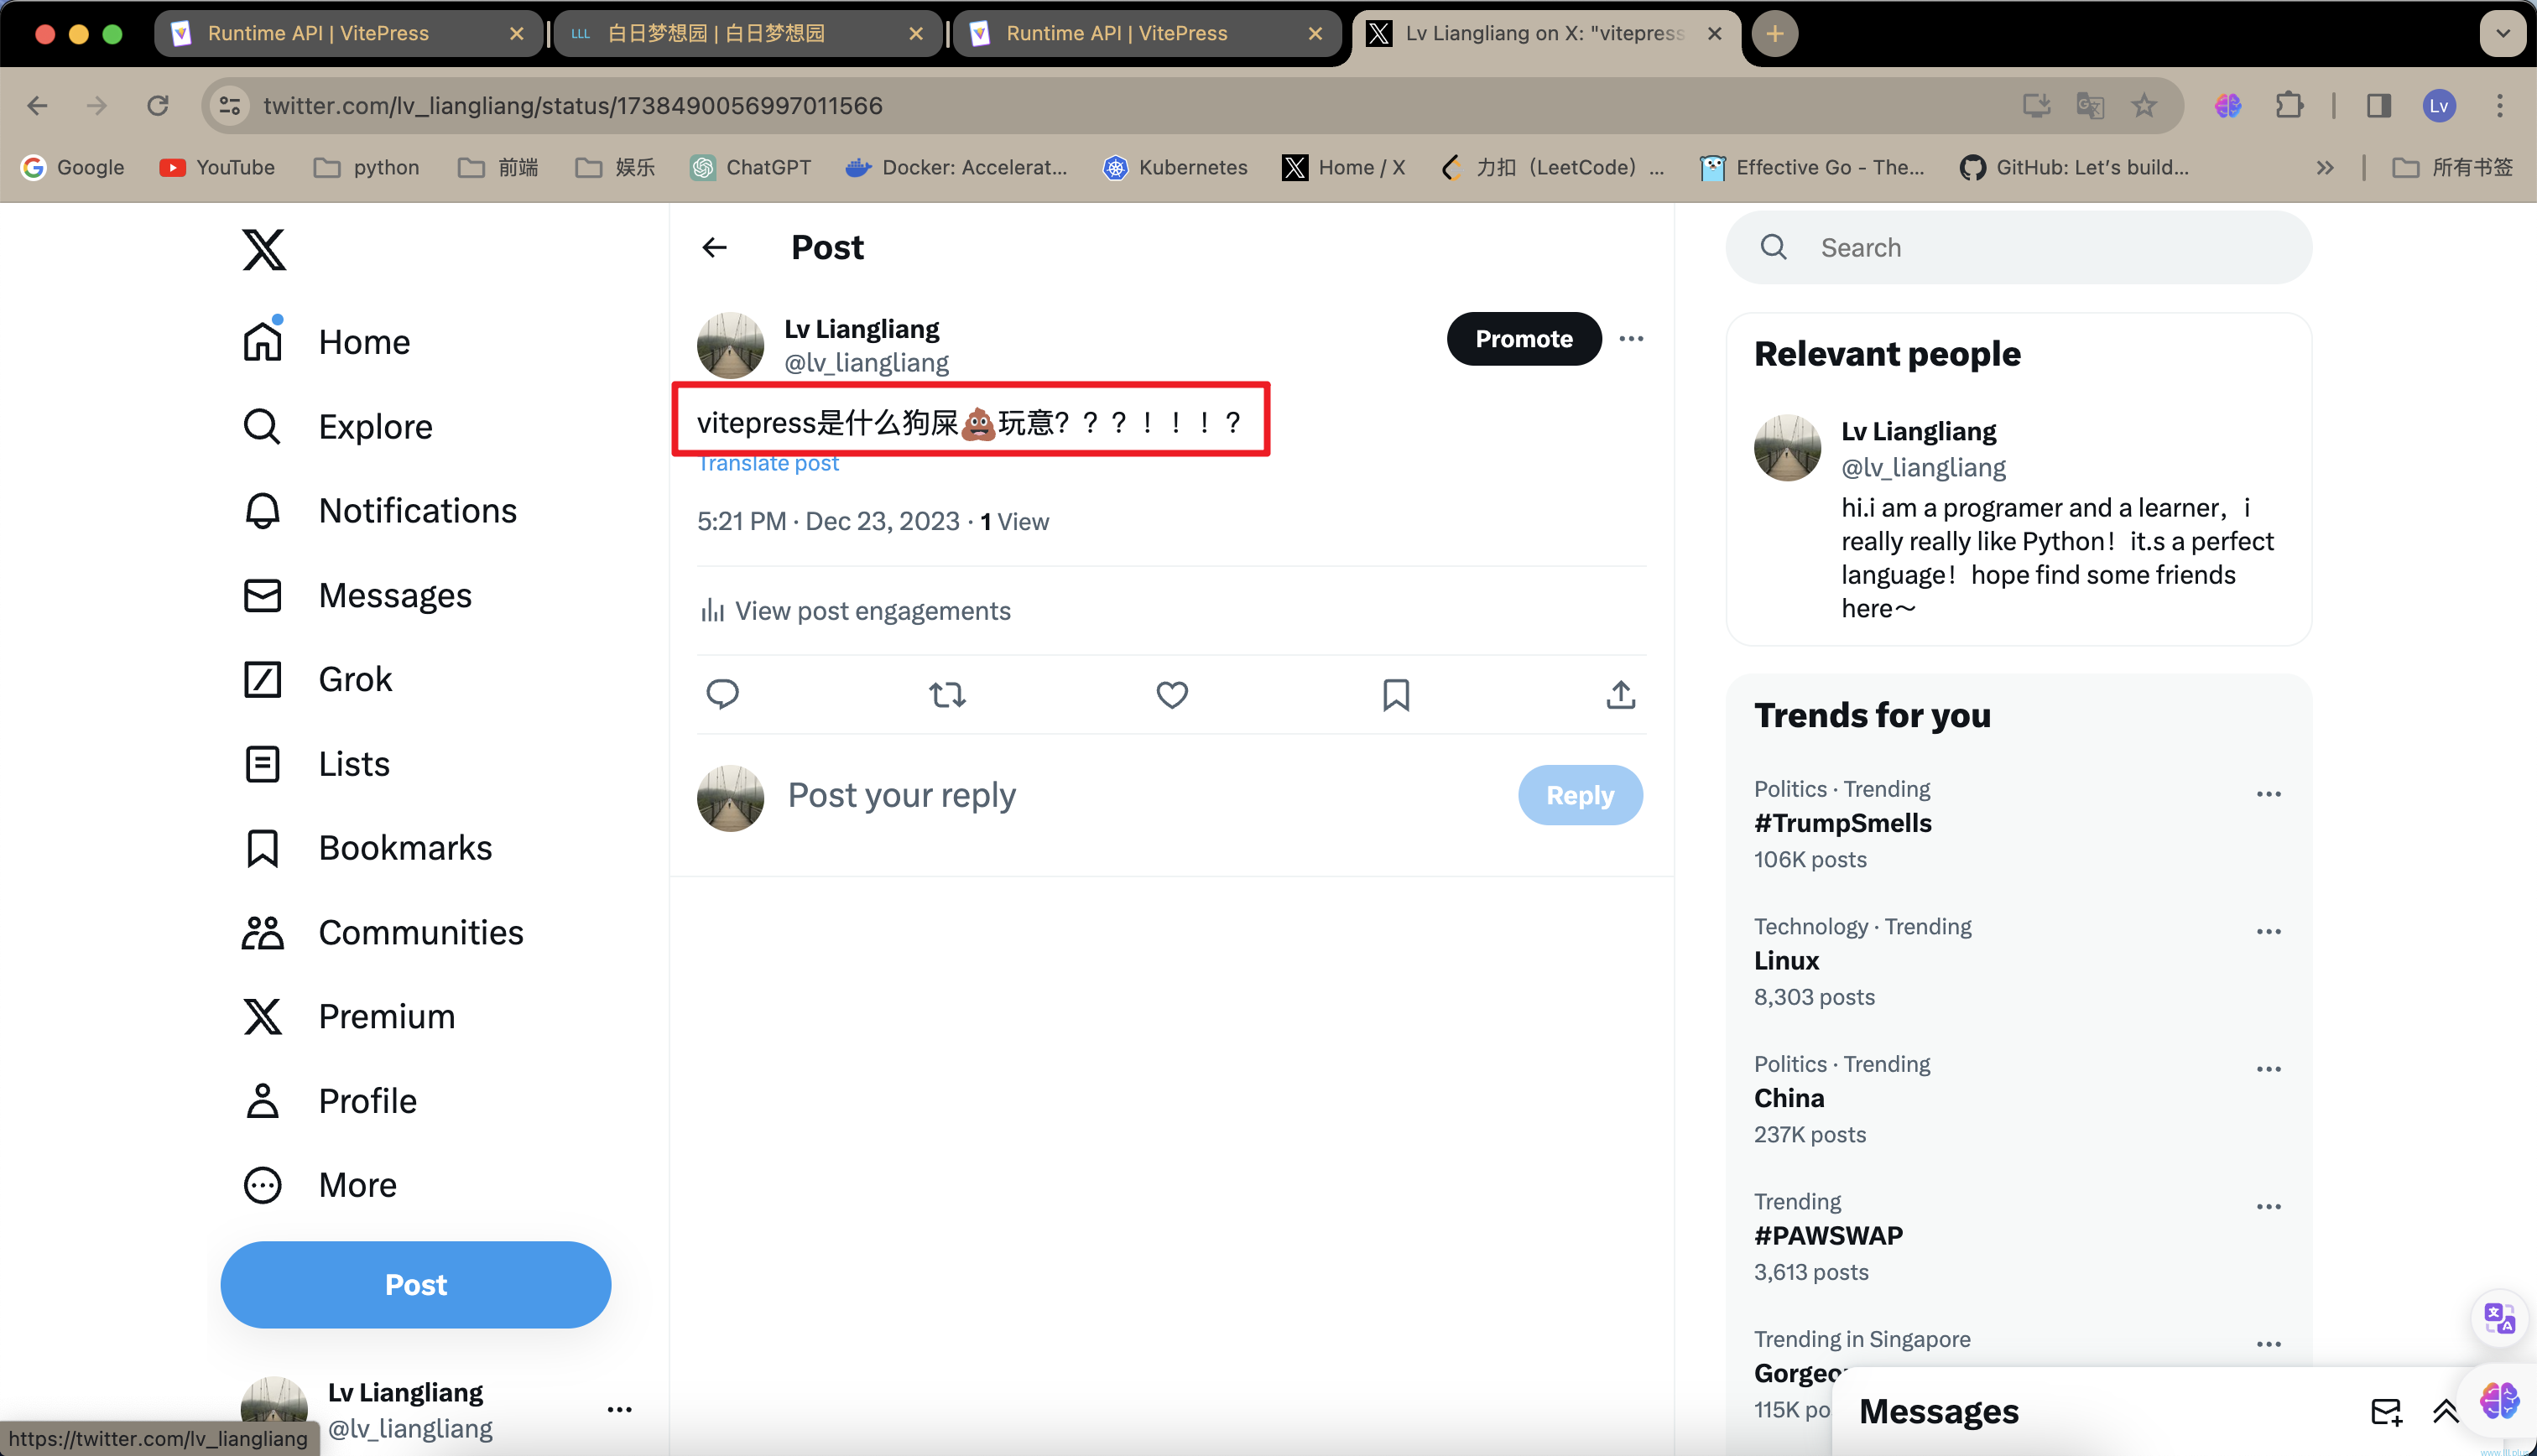 Runtime API | VitePress
LLL 白日梦想园 | 白日梦想园
Runtime API | VitePress
Lv Liangliang on X: "vitepress
twitter.com/lv_liangliang/status/1738490056997011566
Lv
Google
YouTube
python
前端
娱乐
ChatGPT
Docker: Accelerat...
Kubernetes
Home / X
力扣（LeetCode）...
Effective Go - The...
GitHub: Let's build...
所有书签
Home
Explore
Notifications
Messages
Grok
Lists
Bookmarks
Communities
Premium
Profile
More
Post
Lv Liangliang
@lv_liangliang
https://twitter.com/lv_liangliang
Post
Lv Liangliang
@lv_liangliang
Promote
vitepress是什么狗屎💩玩意？？？！！！？
Translate post
5:21 PM · Dec 23, 2023 · 1 View
View post engagements
Post your reply
Reply
Search
Relevant people
Lv Liangliang
@lv_liangliang
hi.i am a programer and a learner，i
really really like Python！it.s a perfect
language！hope find some friends
here～
Trends for you
Politics · Trending
#TrumpSmells
106K posts
Technology · Trending
Linux
8,303 posts
Politics · Trending
China
237K posts
Trending
#PAWSWAP
3,613 posts
Trending in Singapore
Gorgeo
115K po
Messages